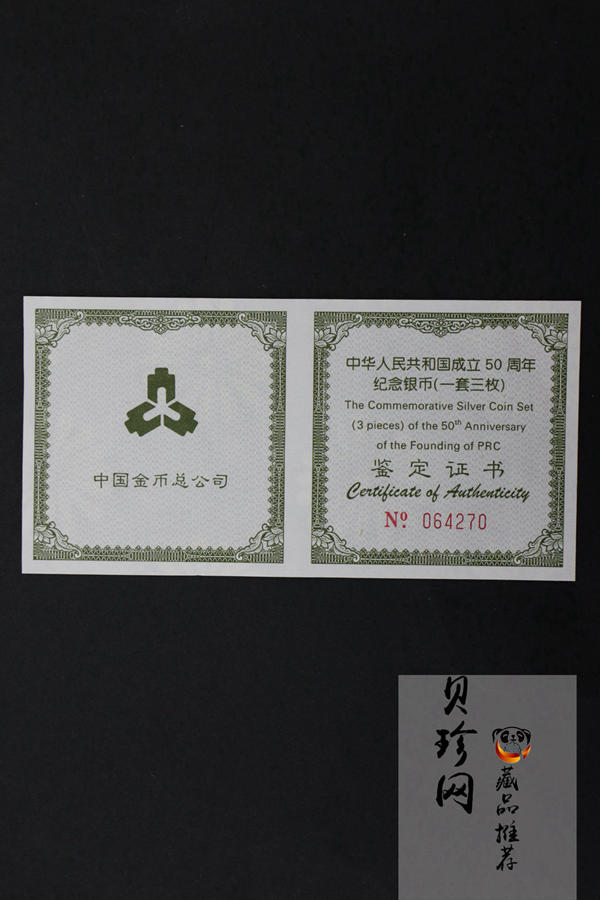 中国金币总公司
中华人民共和国成立 50 周年
纪念银币(一套三枚)
The Commemorative Silver Coin Set
(3 pieces) of the 50th Anniversary
of the Founding of PRC
鉴定证书
Certificate of Authenticity
Nº 064270
贝珍网
藏品推荐